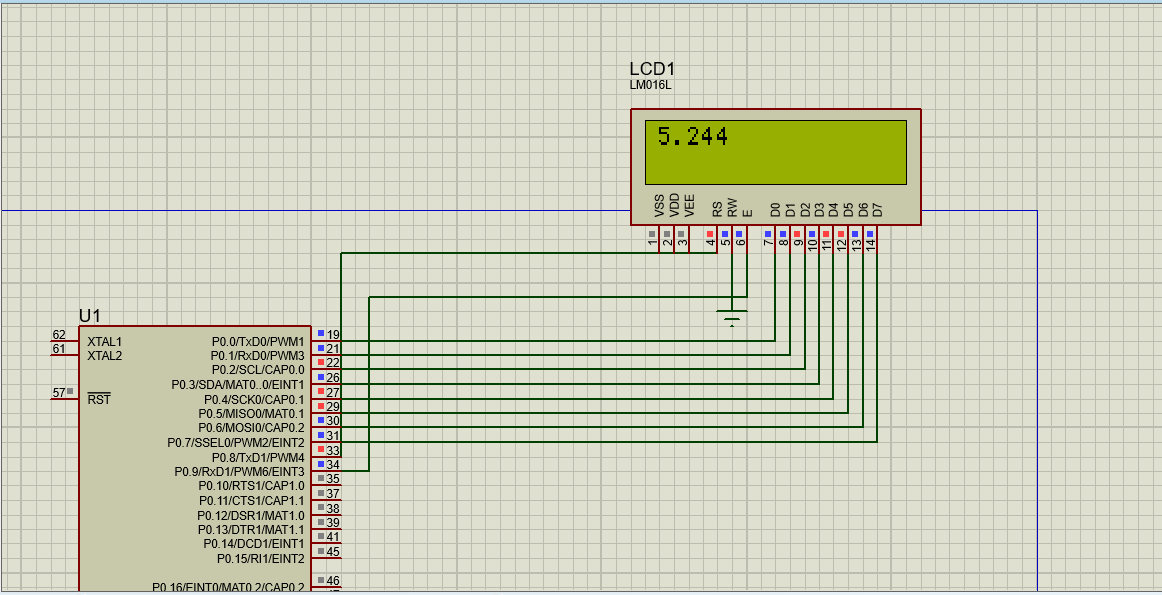 LCD1
LM016L
5.244
VSS VDD VEE RS RW E D0 D1 D2 D3 D4 D5 D6 D7
1 2 3 4 5 6 7 8 9 10 11 12 13 14
U1
62 XTAL1 P0.0/TxD0/PWM1 19
61 XTAL2 P0.1/RxD0/PWM3 21
P0.2/SCL/CAP0.0 22
P0.3/SDA/MAT0..0/EINT1 26
57 RST P0.4/SCK0/CAP0.1 27
P0.5/MISO0/MAT0.1 29
P0.6/MOSI0/CAP0.2 30
P0.7/SSEL0/PWM2/EINT2 31
P0.8/TxD1/PWM4 33
P0.9/RxD1/PWM6/EINT3 34
P0.10/RTS1/CAP1.0 35
P0.11/CTS1/CAP1.1 37
P0.12/DSR1/MAT1.0 38
P0.13/DTR1/MAT1.1 39
P0.14/DCD1/EINT1 41
P0.15/RI1/EINT2 45
P0.16/EINT0/MAT0.2/CAP0.2 46